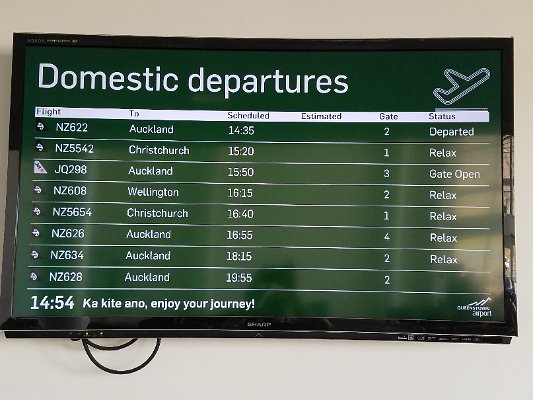 Domestic departures
Flight To Scheduled Estimated Gate Status
NZ622 Auckland 14:35 2 Departed
NZ5542 Christchurch 15:20 1 Relax
JQ298 Auckland 15:50 3 Gate Open
NZ608 Wellington 16:15 2 Relax
NZ5654 Christchurch 16:40 1 Relax
NZ626 Auckland 16:55 4 Relax
NZ634 Auckland 18:15 2 Relax
NZ628 Auckland 19:55 2
14:54 Ka kite ano, enjoy your journey!
QUEENSTOWN
airport
SHARP